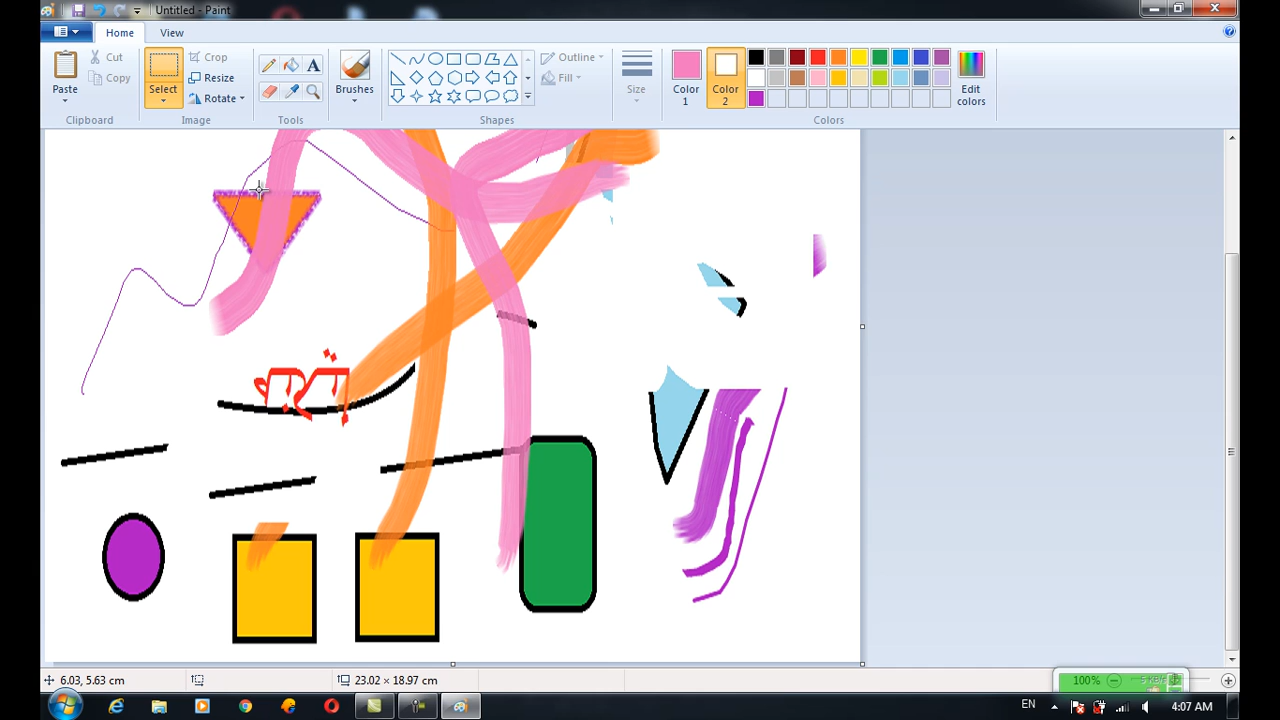 Selected - Paint
Home View
Paste Cut Copy Clipboard
Select Crop Resize Rotate Image
Tools
Brushes
Outline Fill Shapes
Size
Color 1 Color 2 Edit colors Colors
6.03, 5.63 cm 23.02 × 18.97 cm 100%
EN 4:07 AM